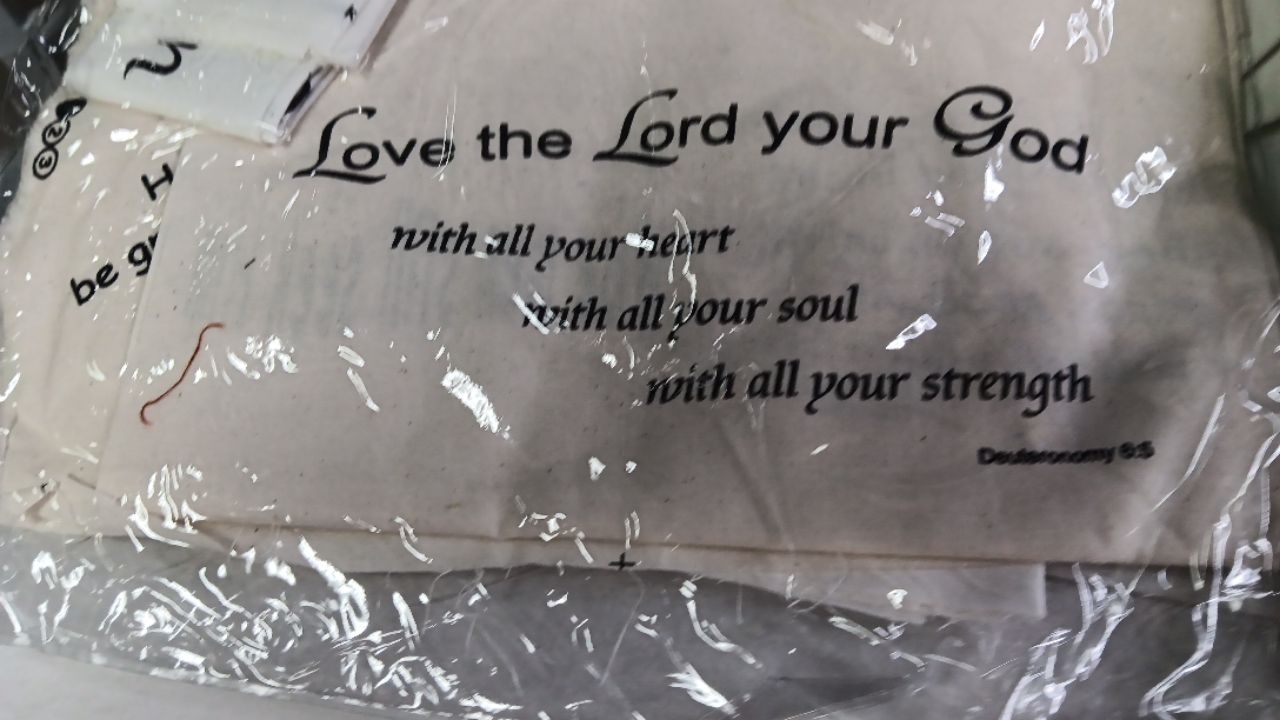 Love the Lord your God
with all your heart
with all your soul
with all your strength
Deuteronomy 6:5
be